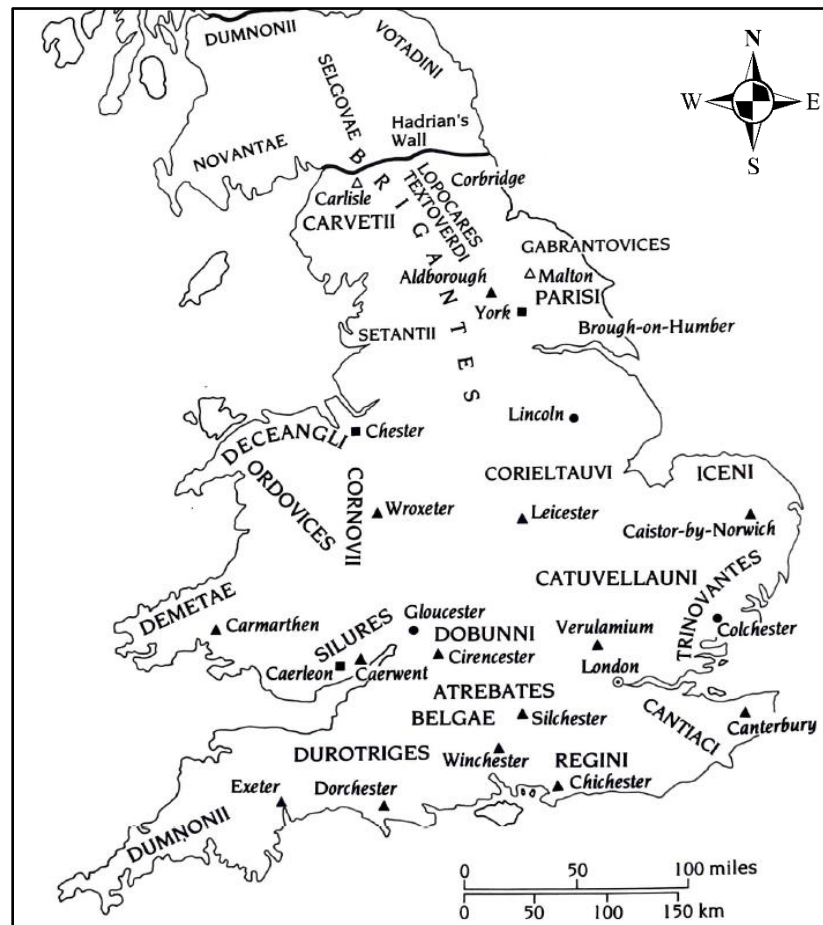 DUMNONII
VOTADINI
SELGOVAE
N
W
E
S
NOVANTAE
Hadrian's
Wall
BRIGANTES
LOPOCARES
TEXTOVERDI
Corbridge
Carlisle
CARVETII
GABRANTOVICES
Aldborough
Malton
PARISI
York
SETANTII
Brough-on-Humber
Lincoln
DECEANGLI
Chester
ORDOVICES
CORNOVII
CORIELTAUVI
ICENI
Wroxeter
Leicester
Caistor-by-Norwich
CATUVELLAUNI
TRINOVANTES
DEMETAE
Carmarthen
SILURES
Gloucester
DOBUNNI
Verulamium
Colchester
Cirencester
London
Caerleon
Caerwent
ATREBATES
BELGAE
Silchester
CANTIACI
Canterbury
DUROTRIGES
Winchester
REGINI
Exeter
Dorchester
Chichester
DUMNONII
0 50 100 miles
0 50 100 150 km